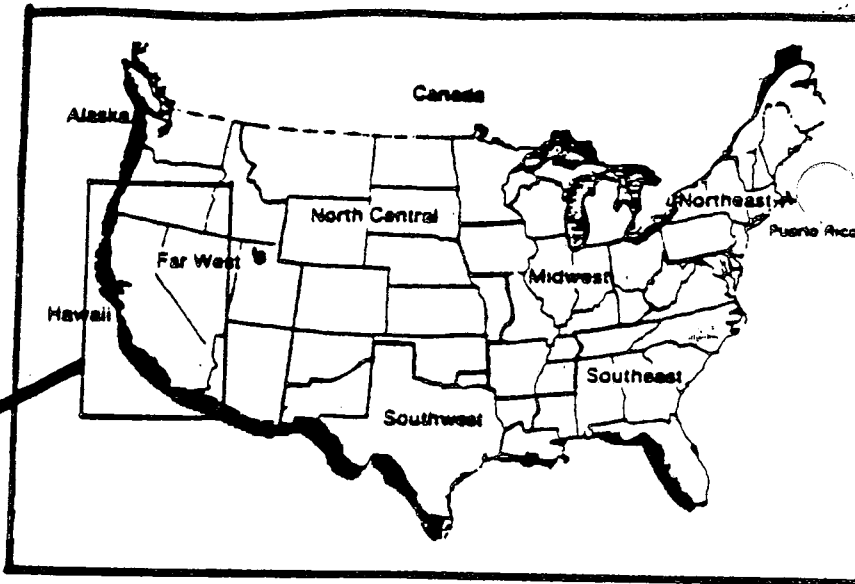 Canada
Alaska
Northeast
North Central
Puerto Rico
Far West
Midwest
Hawaii
Southeast
Southwest